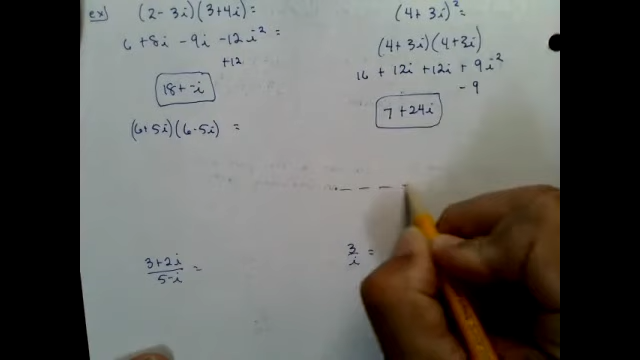 ex) (2-3i)(3+4i)=
6+8i-9i-12i²=
+12
18+-i
(6+5i)(6-5i) =
(4+3i)²=
(4+3i)(4+3i)
16 + 12i + 12i + 9i²
-9
7+24i
3+2i
5-i
=
3
i
=